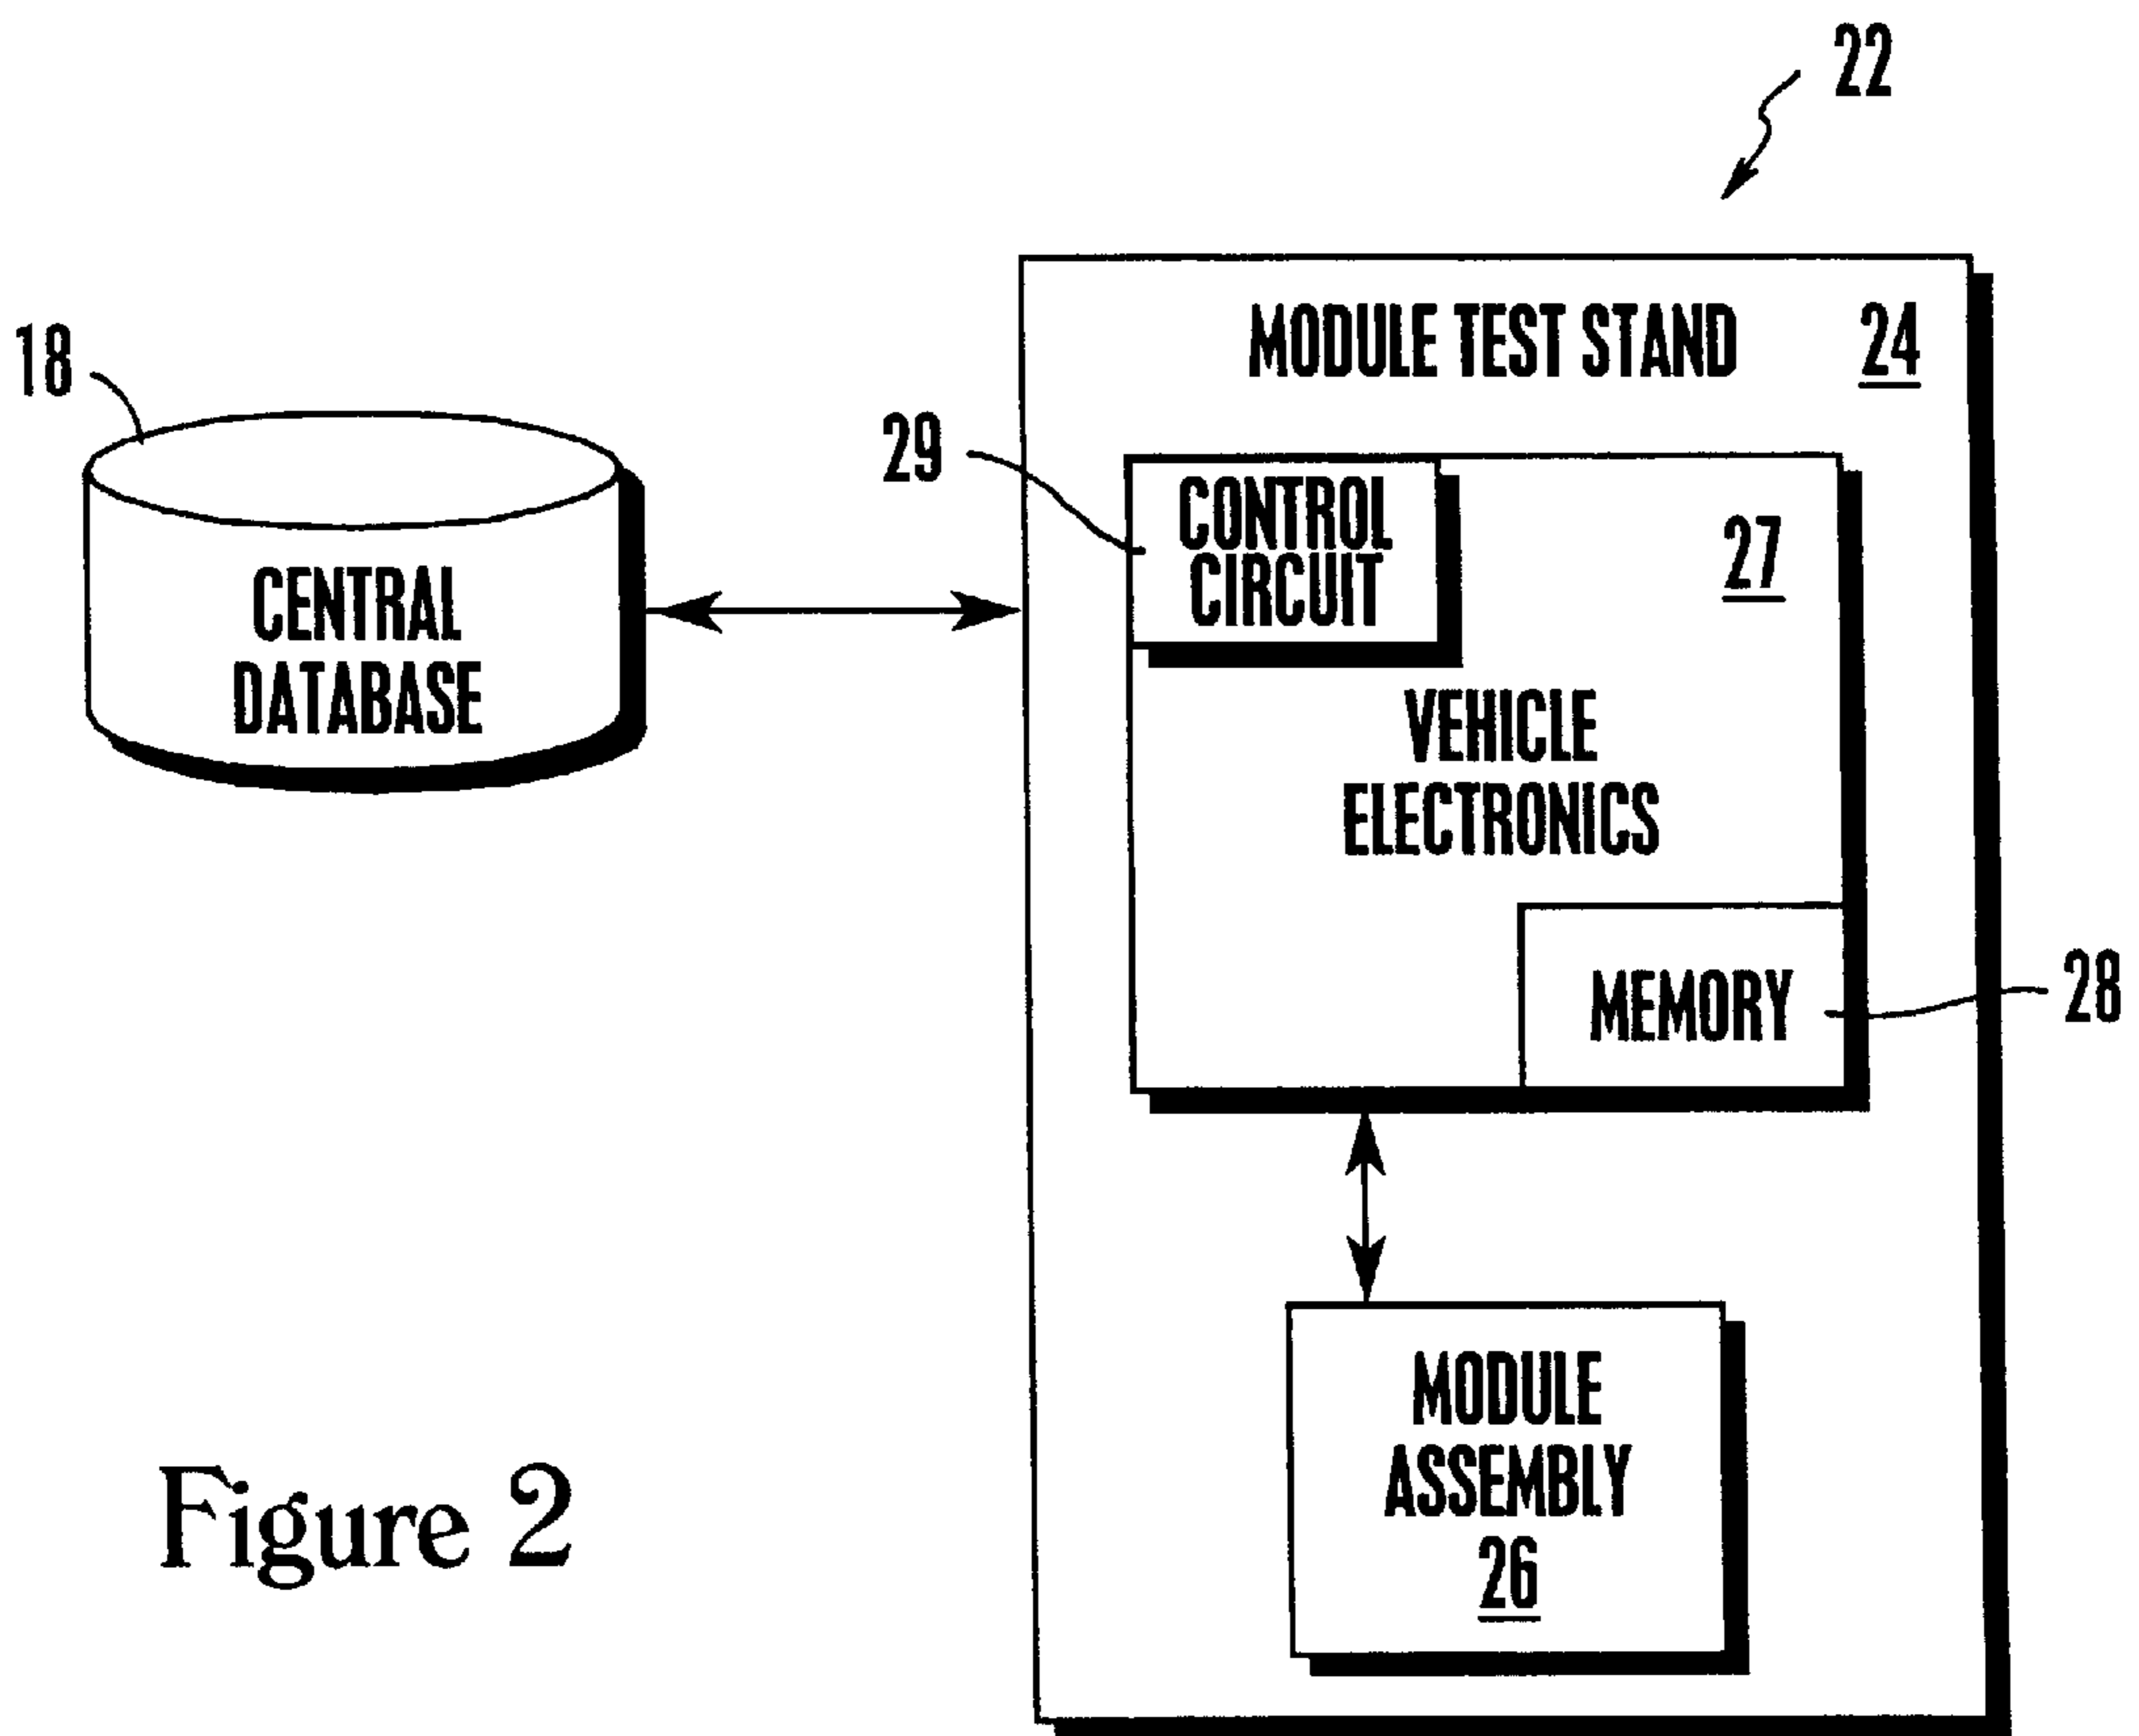 22
MODULE TEST STAND 24
18
29
CONTROL
CIRCUIT
27
CENTRAL
DATABASE
VEHICLE
ELECTRONICS
MEMORY
28
MODULE
ASSEMBLY
26
Figure 2